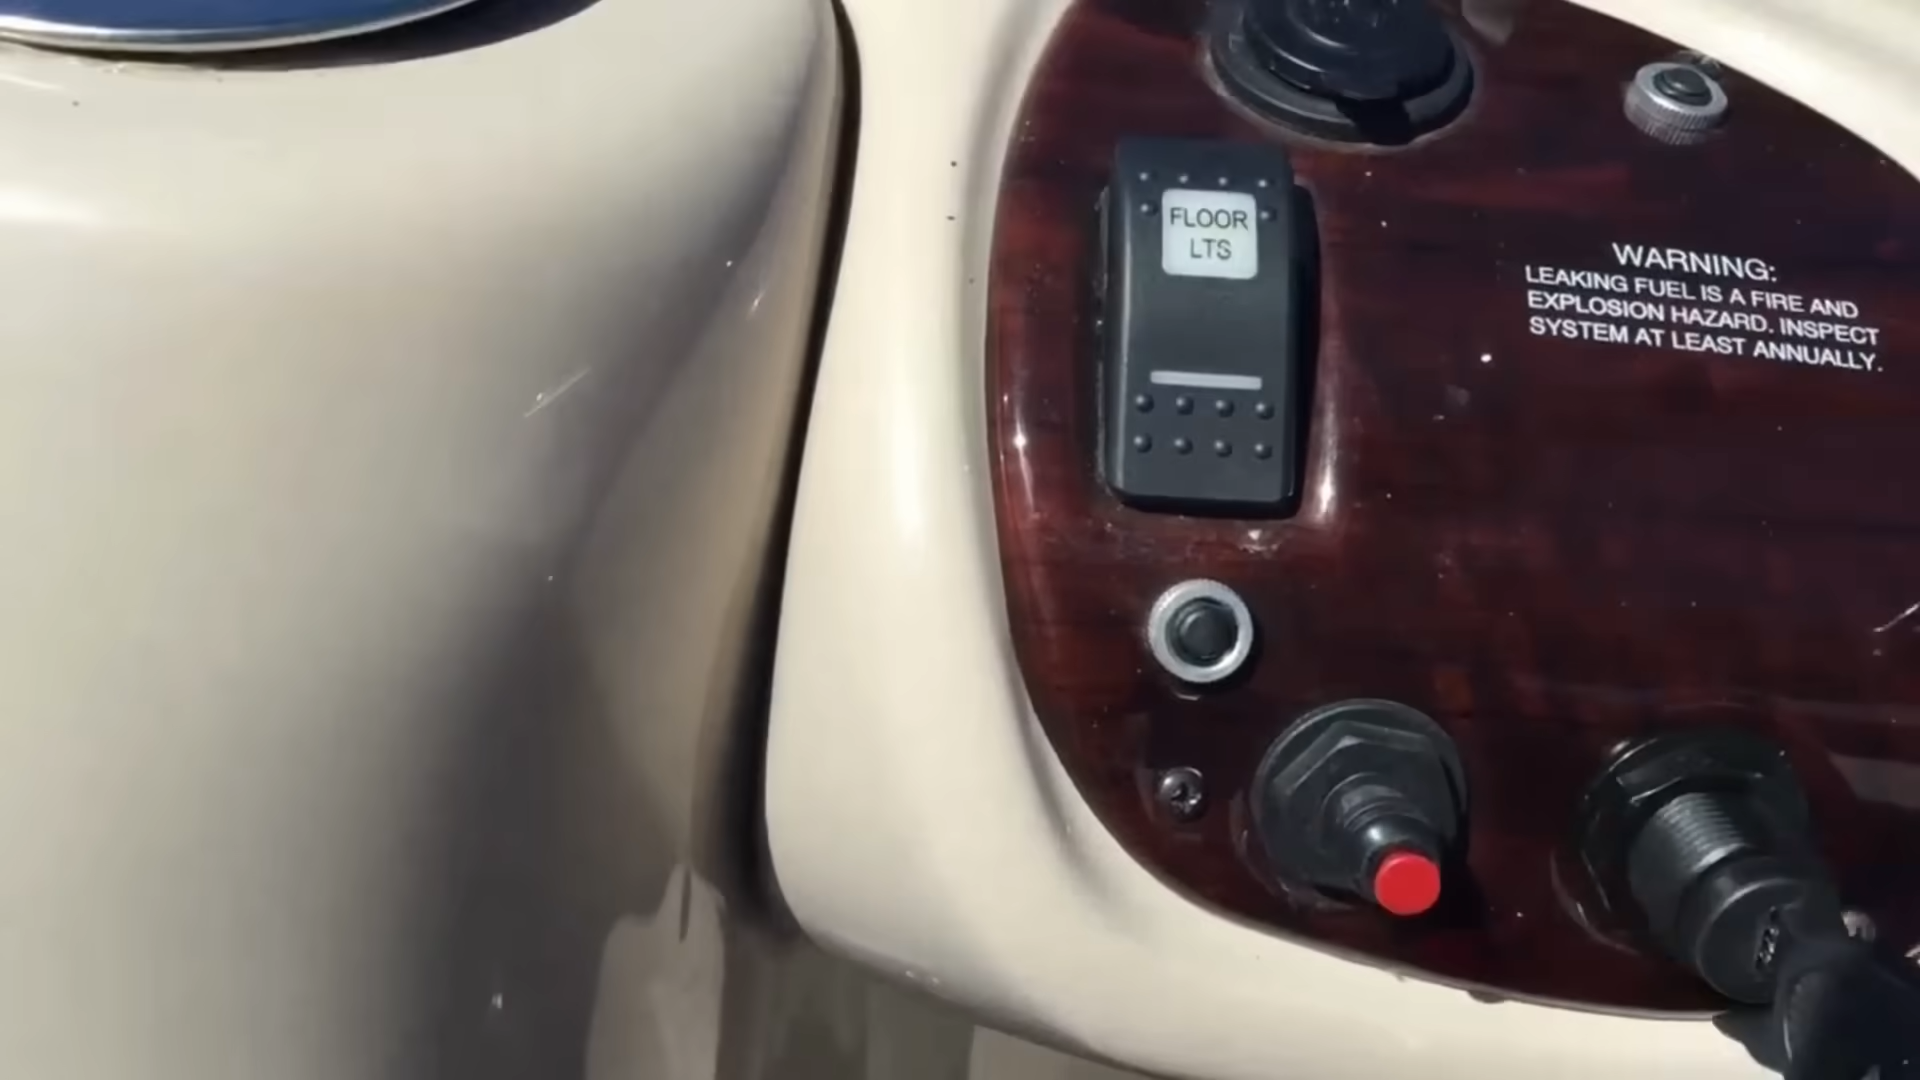 FLOOR
LTS
WARNING:
LEAKING FUEL IS A FIRE AND
EXPLOSION HAZARD. INSPECT
SYSTEM AT LEAST ANNUALLY.